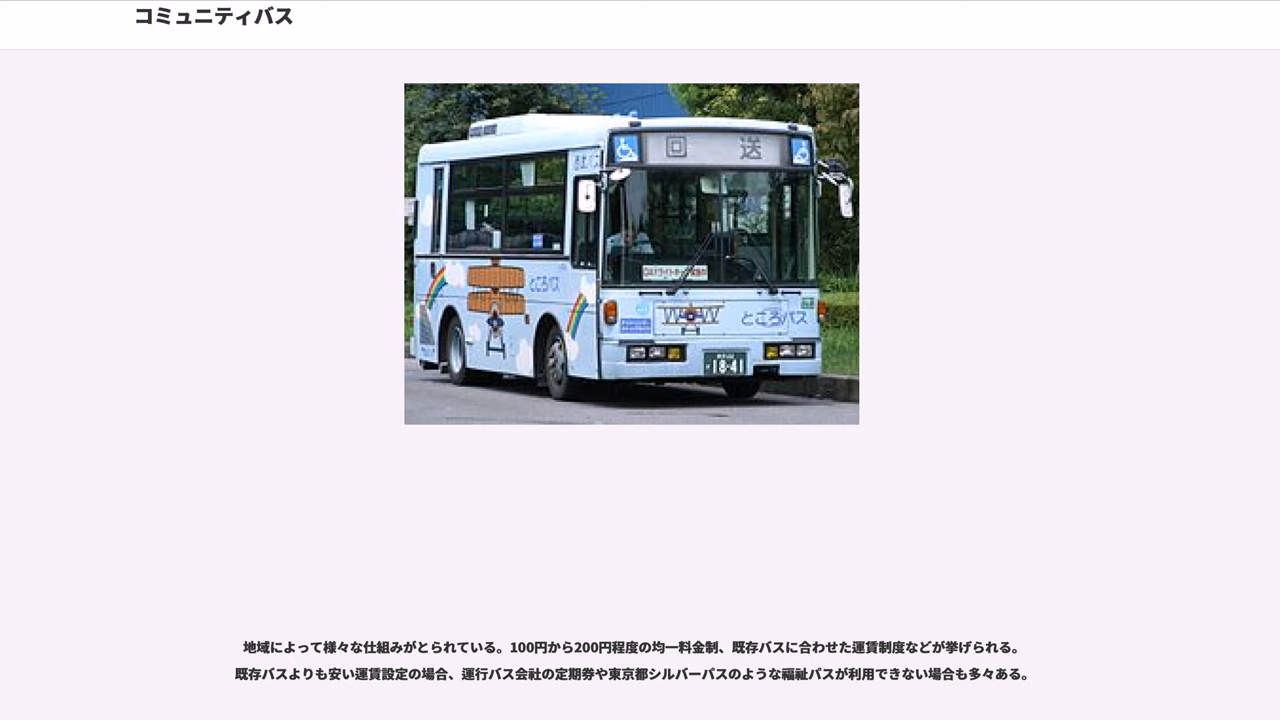 コミュニティバス
回送
ところバス
ところバス
18-41
地域によって様々な仕組みがとられている。100円から200円程度の均一料金制、既存バスに合わせた運賃制度などが挙げられる。
既存バスよりも安い運賃設定の場合、運行バス会社の定期券や東京都シルバーパスのような福祉パスが利用できない場合も多々ある。